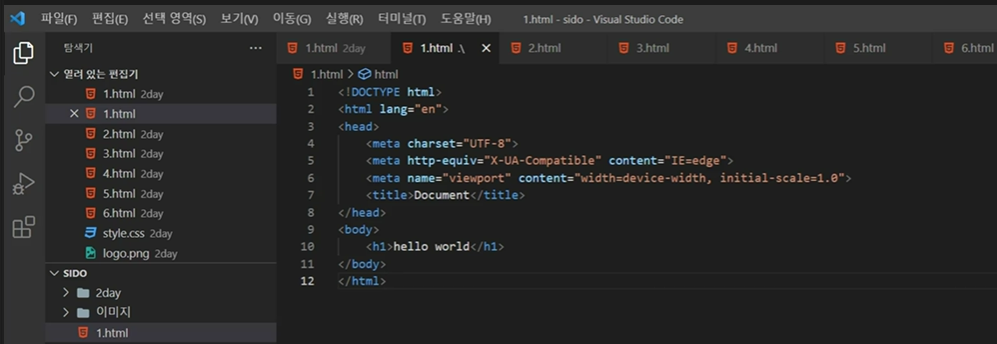 파일(F) 편집(E) 선택 영역(S) 보기(V) 이동(G) 실행(R) 터미널(T) 도움말(H) 1.html - sido - Visual Studio Code
탐색기 ···
열려 있는 편집기
1.html 2day
1.html
2.html 2day
3.html 2day
4.html 2day
5.html 2day
6.html 2day
style.css 2day
logo.png 2day
SIDO
2day
이미지
1.html
1.html 2day 1.html .\ 2.html 3.html 4.html 5.html 6.html
1.html > html
1 <!DOCTYPE html>
2 <html lang="en">
3 <head>
4 <meta charset="UTF-8">
5 <meta http-equiv="X-UA-Compatible" content="IE=edge">
6 <meta name="viewport" content="width=device-width, initial-scale=1.0">
7 <title>Document</title>
8 </head>
9 <body>
10 <h1>hello world</h1>
11 </body>
12 </html>